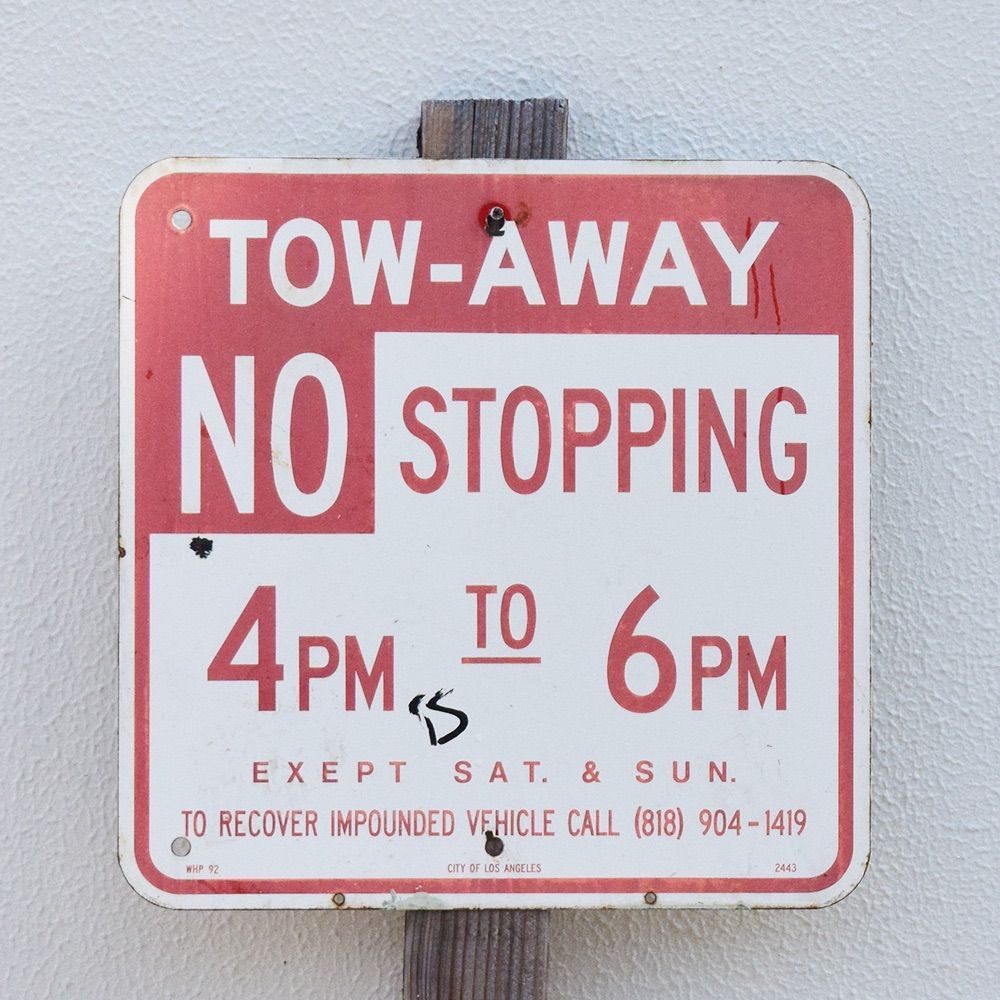 TOW-AWAY
NO STOPPING
4PM TO 6PM
EXEPT SAT. & SUN.
TO RECOVER IMPOUNDED VEHICLE CALL (818) 904-1419
WHP 92 CITY OF LOS ANGELES 2443